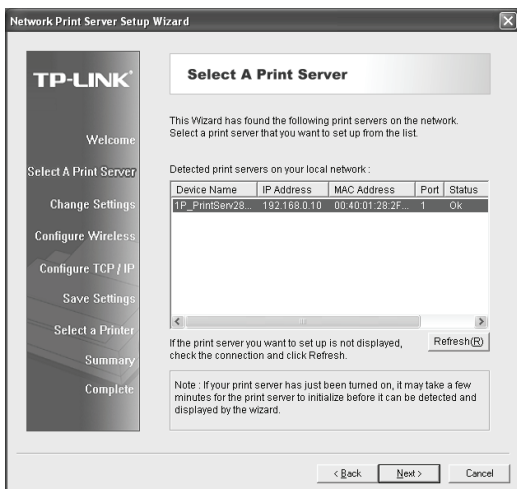 Network Print Server Setup Wizard
TP-LINK
Welcome
Select A Print Server
Change Settings
Configure Wireless
Configure TCP / IP
Save Settings
Select a Printer
Summary
Complete
Select A Print Server
This Wizard has found the following print servers on the network.
Select a print server that you want to set up from the list.
Detected print servers on your local network :
Device Name IP Address MAC Address Port Status
1P_PrintServ28... 192.168.0.10 00:40:01:28:2F... 1 Ok
If the print server you want to set up is not displayed,
check the connection and click Refresh.
Refresh(R)
Note : If your print server has just been turned on, it may take a few
minutes for the print server to initialize before it can be detected and
displayed by the wizard.
< Back
Next >
Cancel